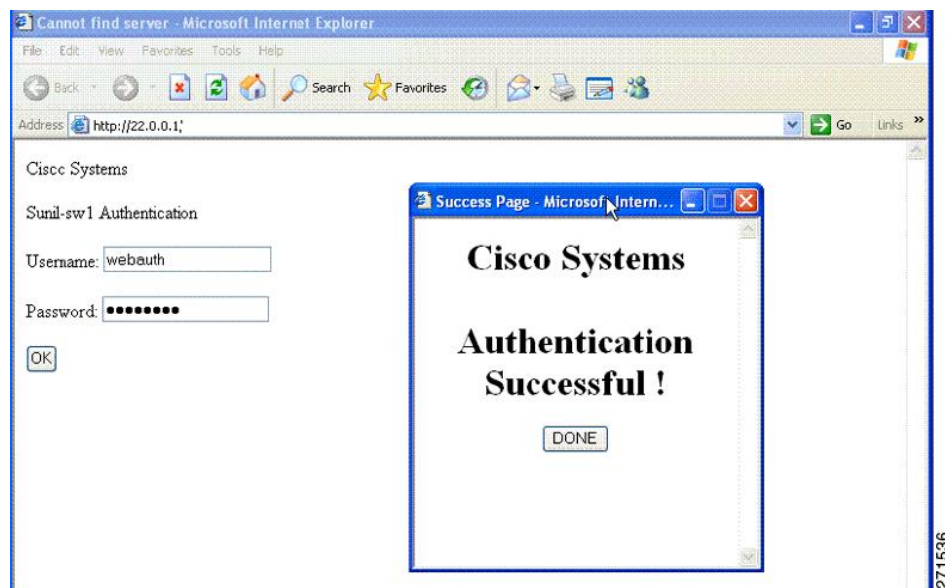 Cannot find server - Microsoft Internet Explorer
File Edit View Favorites Tools Help
Back Search Favorites
Address http://22.0.0.1/ Go Links »
Cisco Systems
Sunil-sw1 Authentication
Username: webauth
Password: ●●●●●●●●
OK
Success Page - Microsoft Intern...
Cisco Systems
Authentication
Successful !
DONE
271536